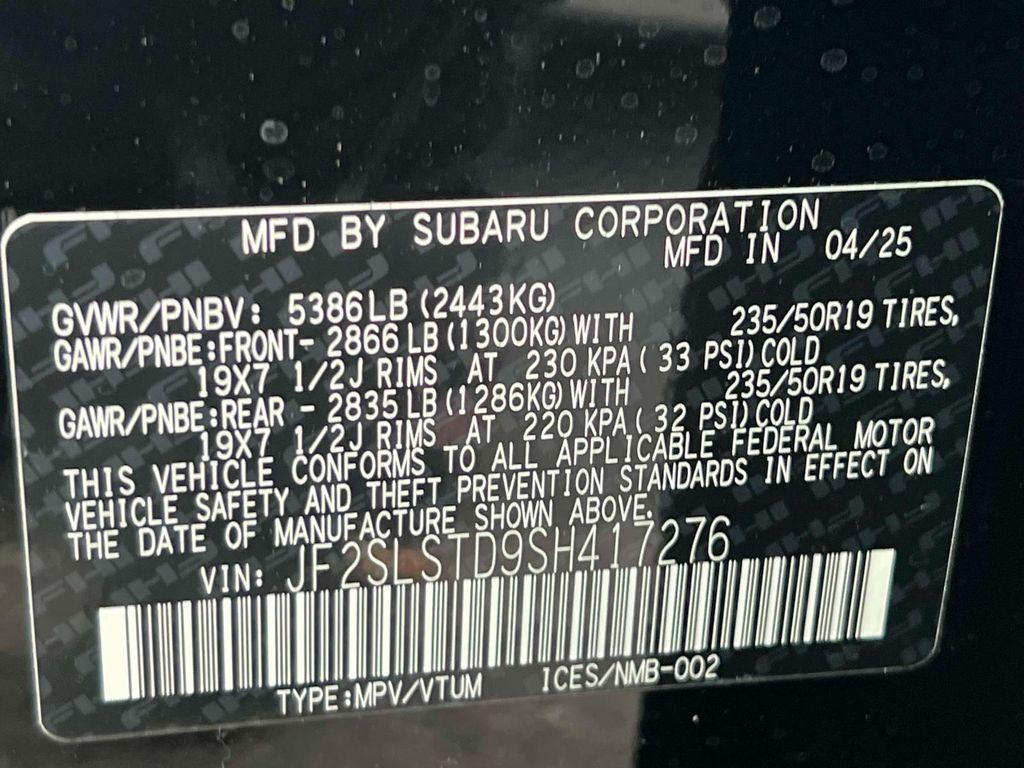 MFD BY SUBARU CORPORATION
MFD IN 04/25
GVWR/PNBV: 5386LB (2443KG)
GAWR/PNBE:FRONT- 2866 LB (1300KG) WITH 235/50R19 TIRES,
19X7 1/2J RIMS AT 230 KPA ( 33 PSI) COLD
GAWR/PNBE:REAR - 2835 LB (1286KG) WITH 235/50R19 TIRES,
19X7 1/2J RIMS AT 220 KPA ( 32 PSI) COLD
THIS VEHICLE CONFORMS TO ALL APPLICABLE FEDERAL MOTOR
VEHICLE SAFETY AND THEFT PREVENTION STANDARDS IN EFFECT ON
THE DATE OF MANUFACTURE SHOWN ABOVE.
VIN: JF2SLSTD9SH417276
TYPE:MPV/VTUM ICES/NMB-002